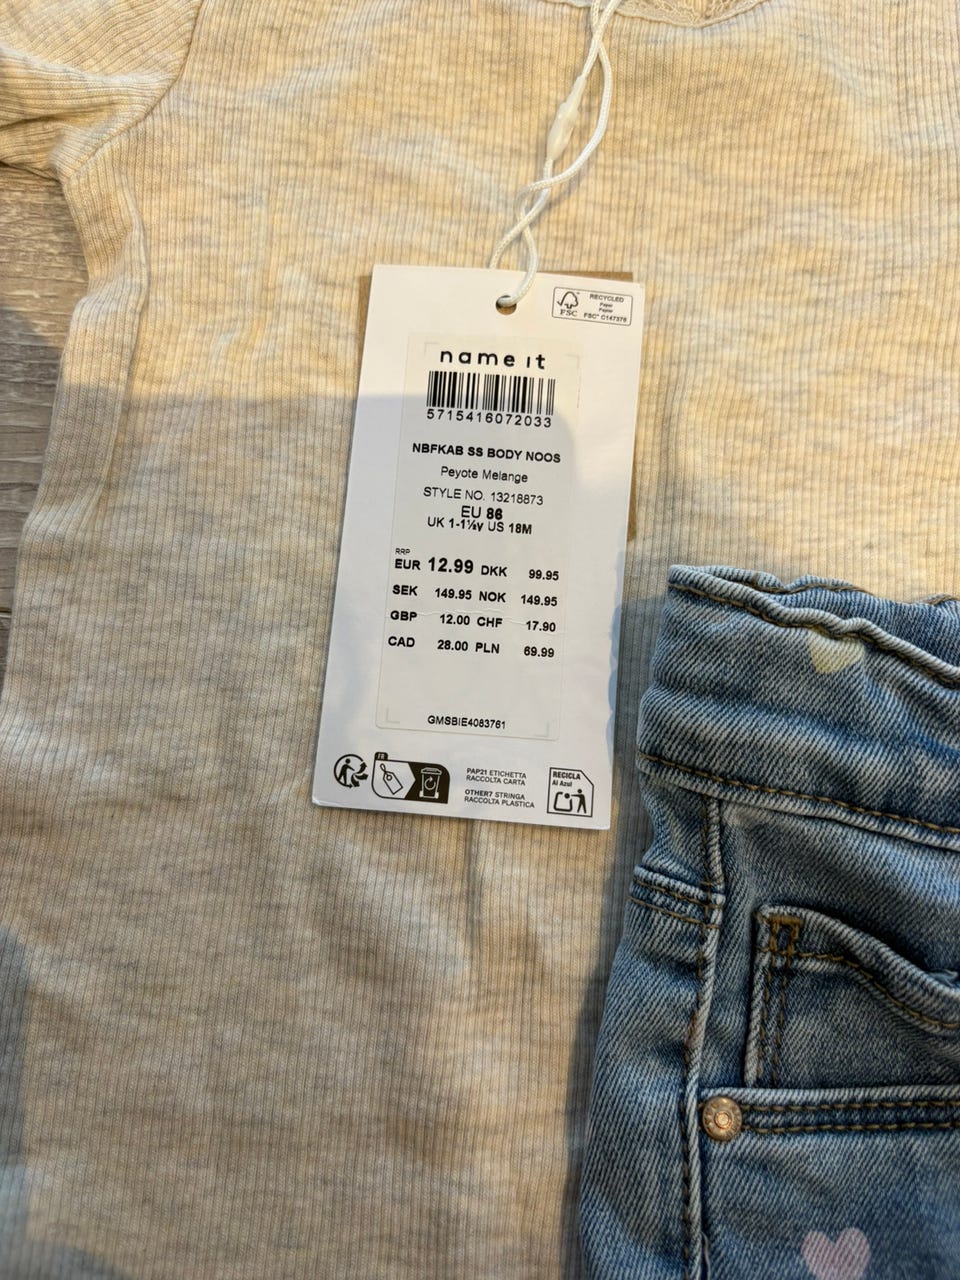 RECYCLED
Paper
Papier
FSC® C147376
FSC
name it
5715416072033
NBFKAB SS BODY NOOS
Peyote Melange
STYLE NO. 13218873
EU 86
UK 1-1½y US 18M
RRP
EUR 12.99 DKK 99.95
SEK 149.95 NOK 149.95
GBP 12.00 CHF 17.90
CAD 28.00 PLN 69.99
GMSBIE4083761
FR
PAP21 ETICHETTA
RACCOLTA CARTA
OTHER7 STRINGA
RACCOLTA PLASTICA
RECICLA
Al Azul